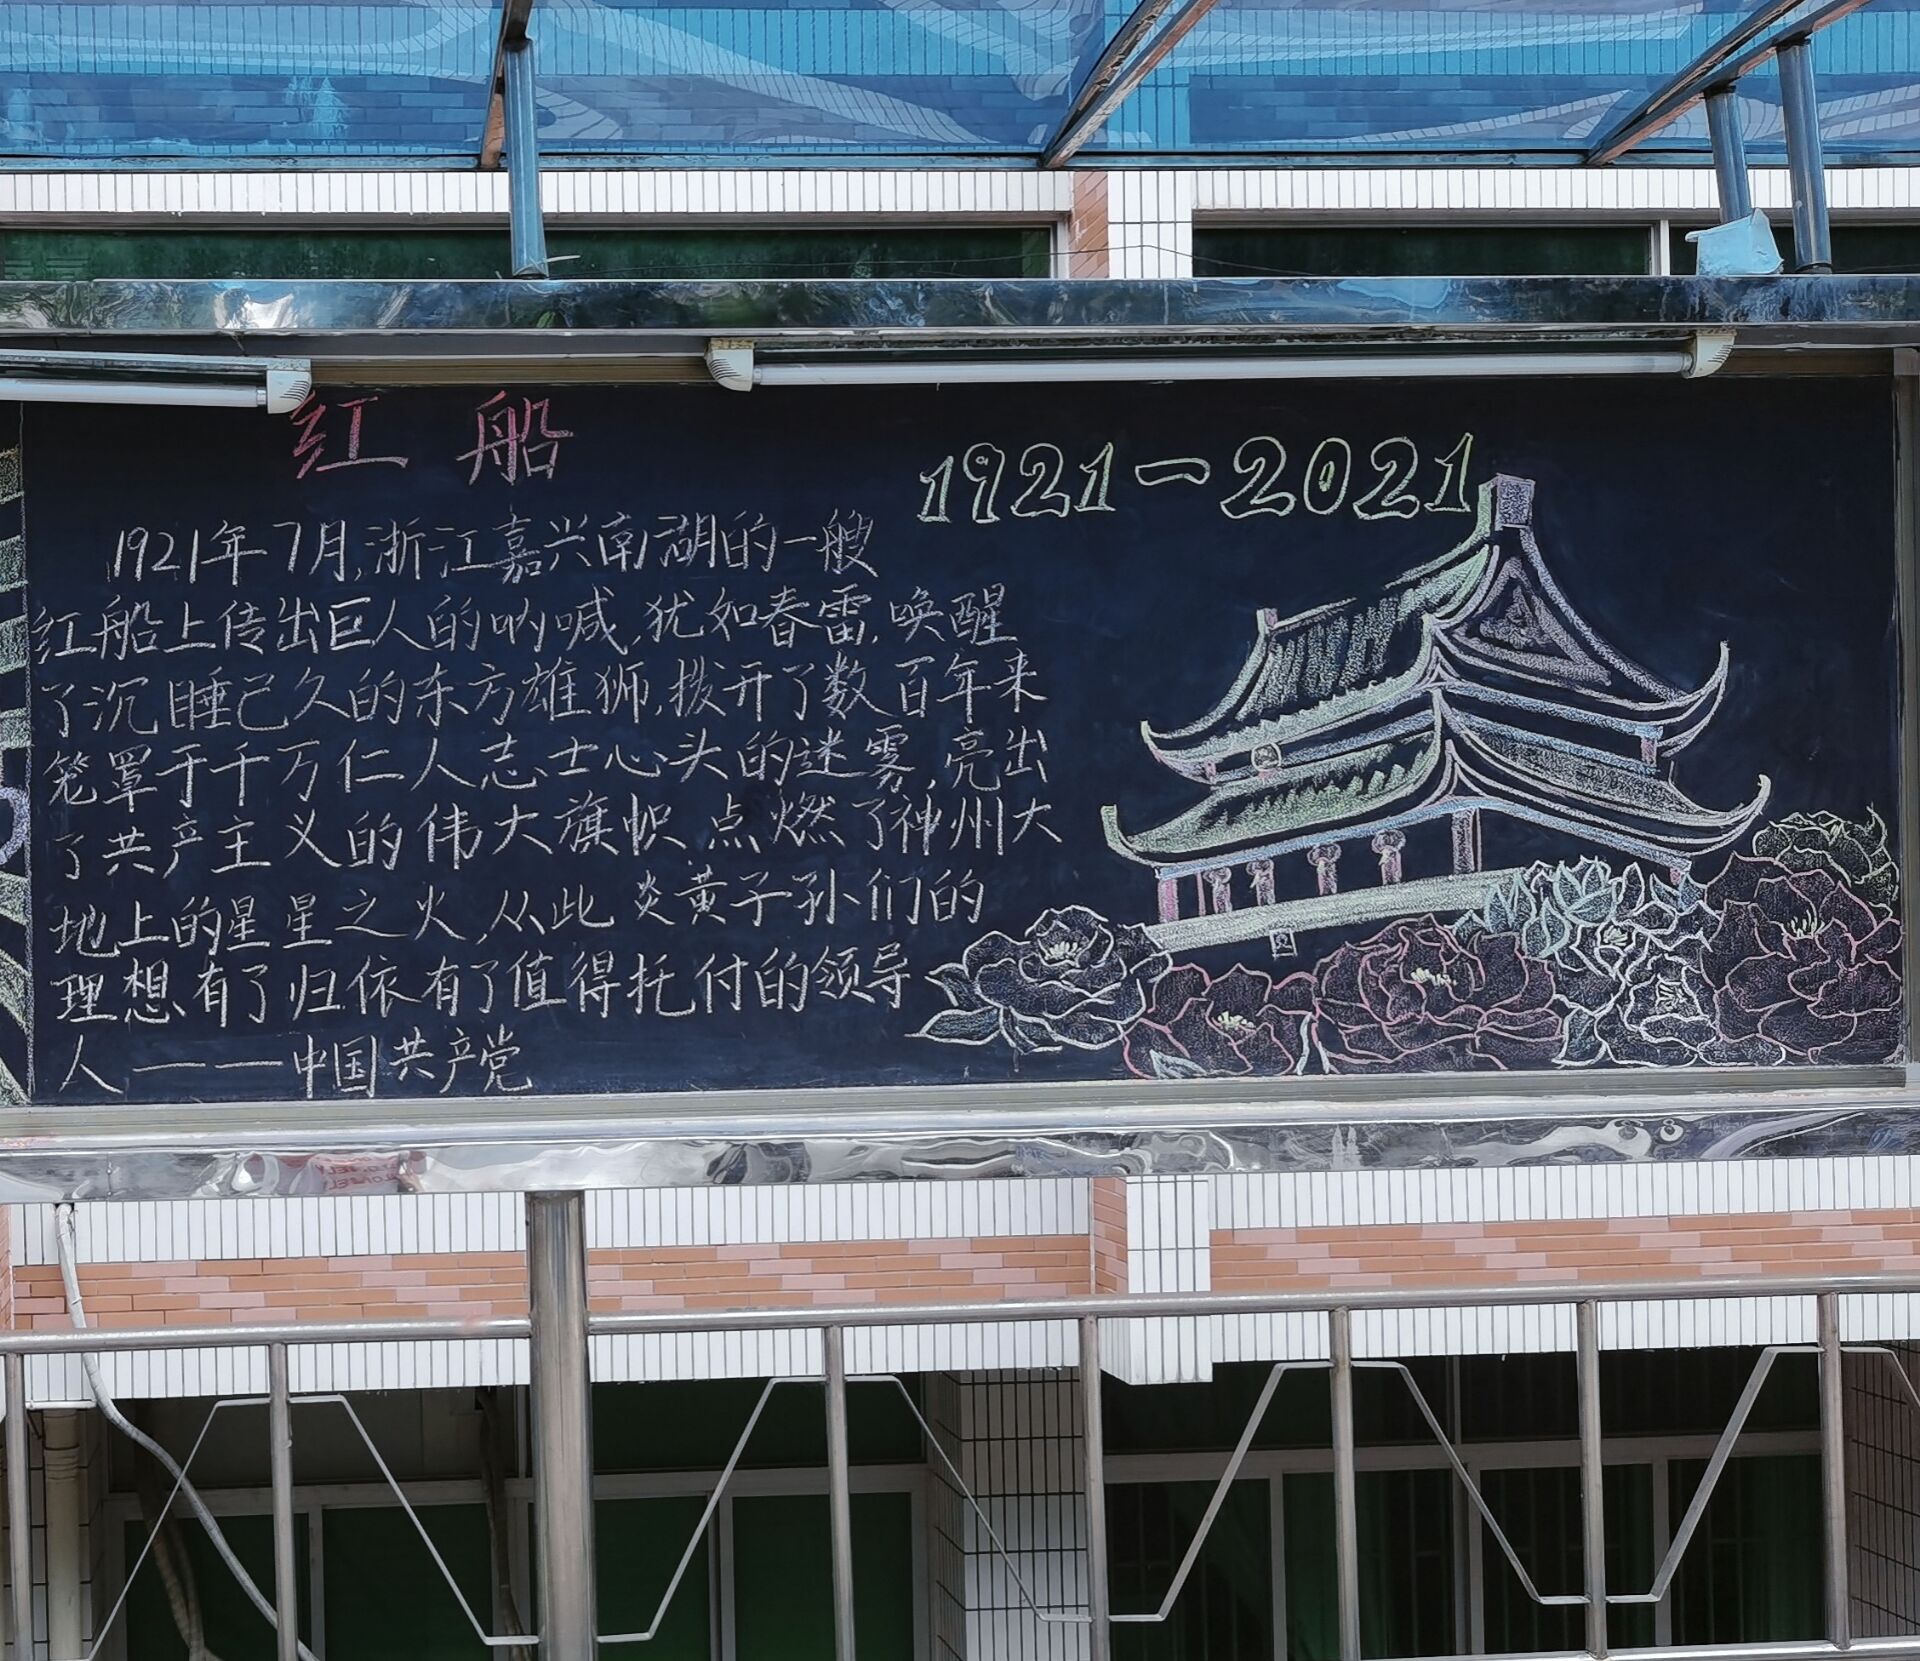 红船
1921-2021
1921年7月,浙江嘉兴南湖的一艘
红船上传出巨人的呐喊,犹如春雷,唤醒
了沉睡己久的东方雄狮,拨开了数百年来
笼罩于千万仁人志士心头的迷雾,亮出
了共产主义的伟大旗帜 点燃了神州大
地上的星星之火,从此 炎黄子孙们的
理想有了归依,有了值得托付的领导
人——中国共产党